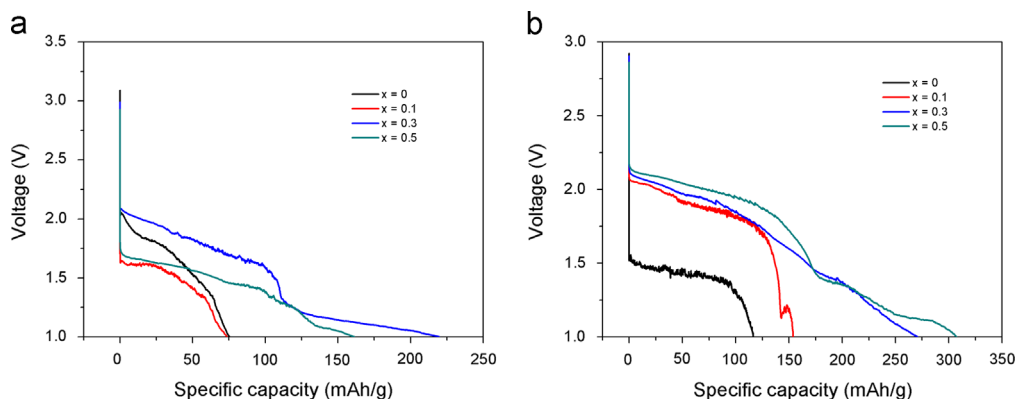 a
3.5
3.0
2.5
2.0
1.5
1.0
Voltage (V)
x = 0
x = 0.1
x = 0.3
x = 0.5
0 50 100 150 200 250
Specific capacity (mAh/g)
b
3.0
2.5
2.0
1.5
1.0
Voltage (V)
x = 0
x = 0.1
x = 0.3
x = 0.5
0 50 100 150 200 250 300 350
Specific capacity (mAh/g)